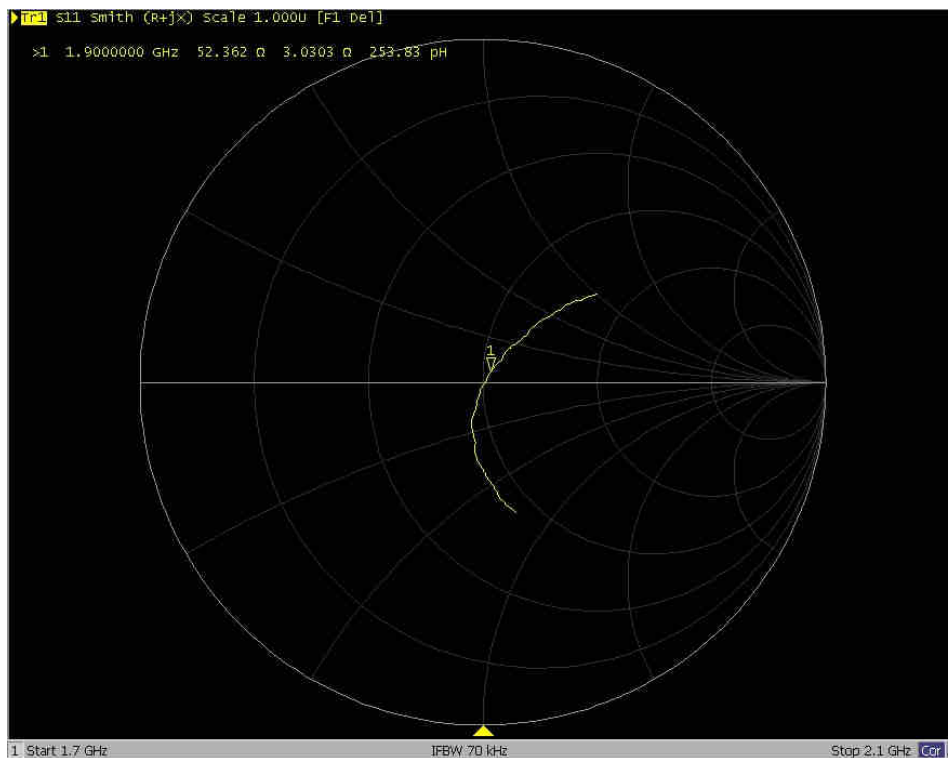 Tr1 S11 Smith (R+jX) Scale 1.000U [F1 Del]
>1 1.9000000 GHz 52.362 Ω 3.0303 Ω 253.83 pH
1
1 Start 1.7 GHz IFBW 70 kHz Stop 2.1 GHz Cor